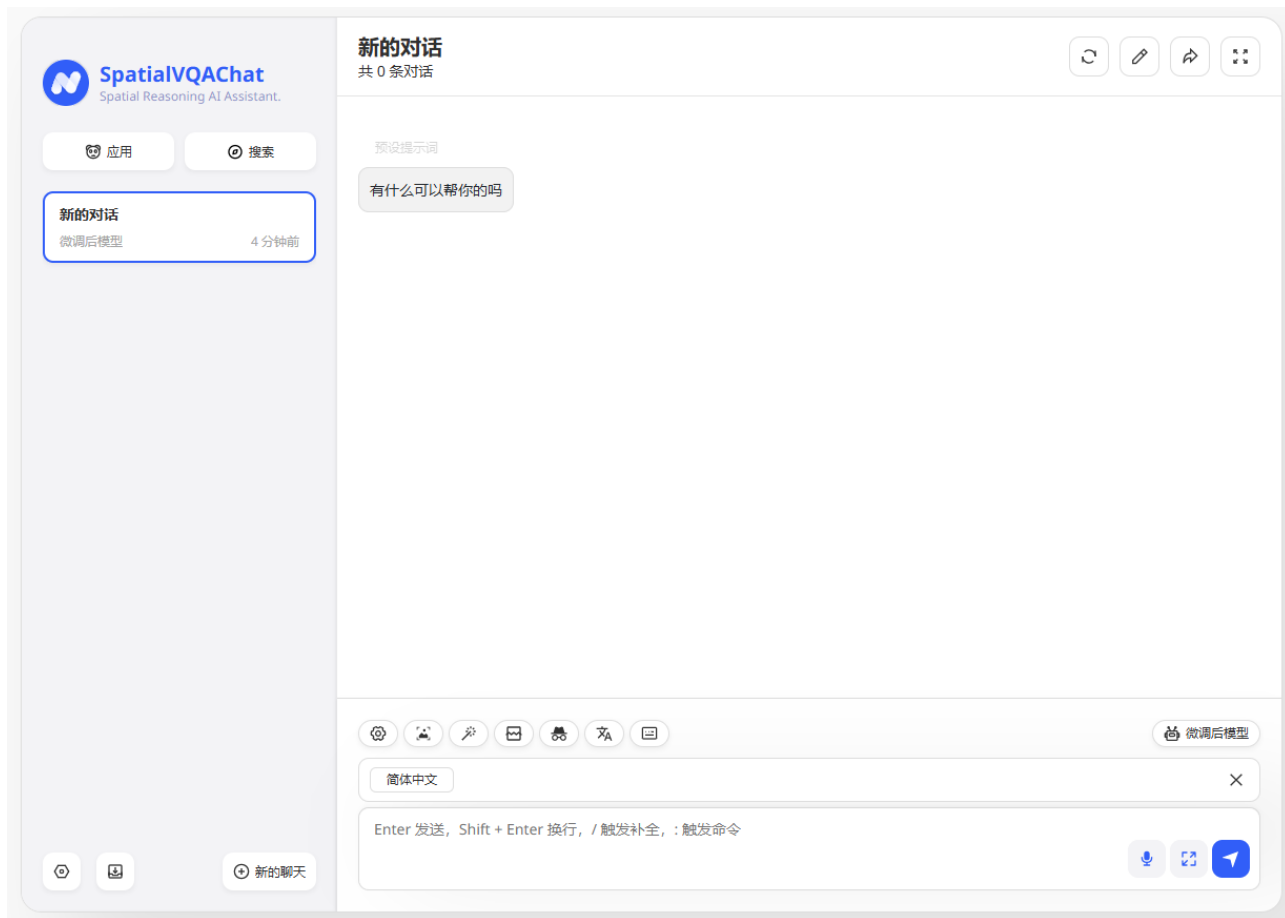 SpatialVQAChat
Spatial Reasoning AI Assistant.
应用
搜索
新的对话
微调后模型
4 分钟前
新的聊天
新的对话
共 0 条对话
预设提示词
有什么可以帮你的吗
微调后模型
简体中文
Enter 发送，Shift + Enter 换行，/ 触发补全，: 触发命令